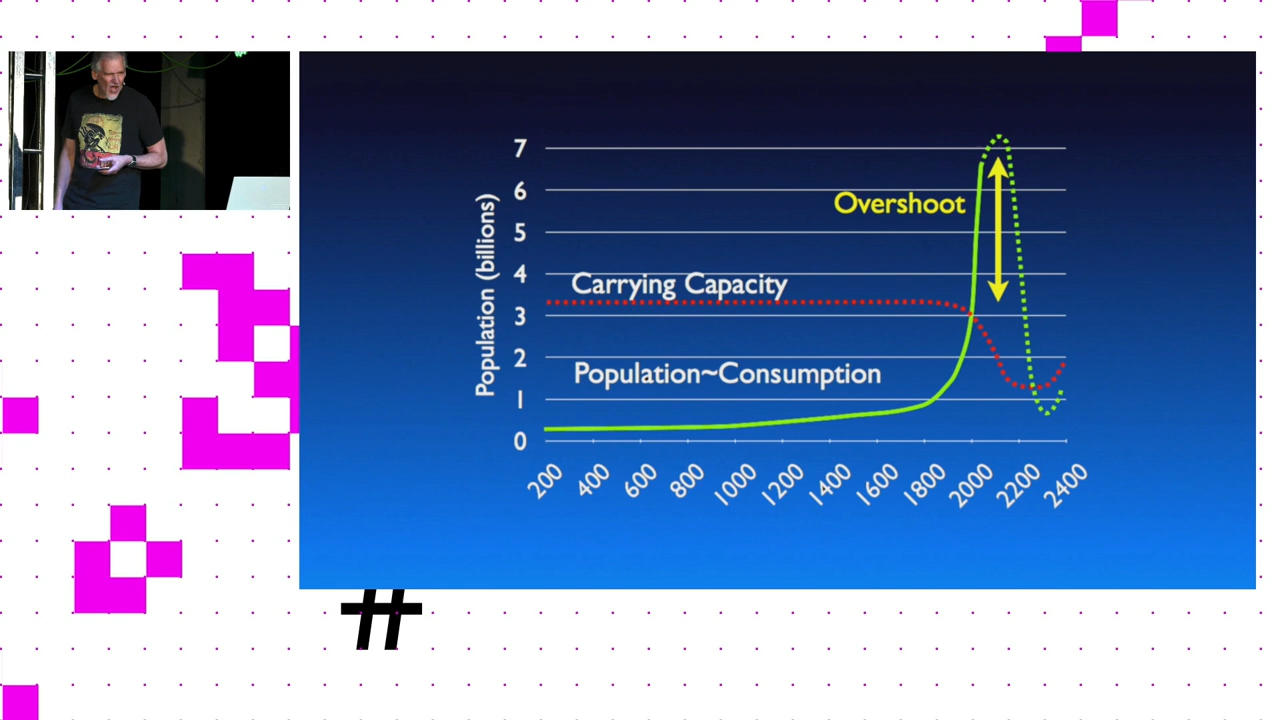 7
6
Overshoot
5
4
Carrying Capacity
3
2
Population~Consumption
1
0
Population (billions)
200 400 600 800 1000 1200 1400 1600 1800 2000 2200 2400
#